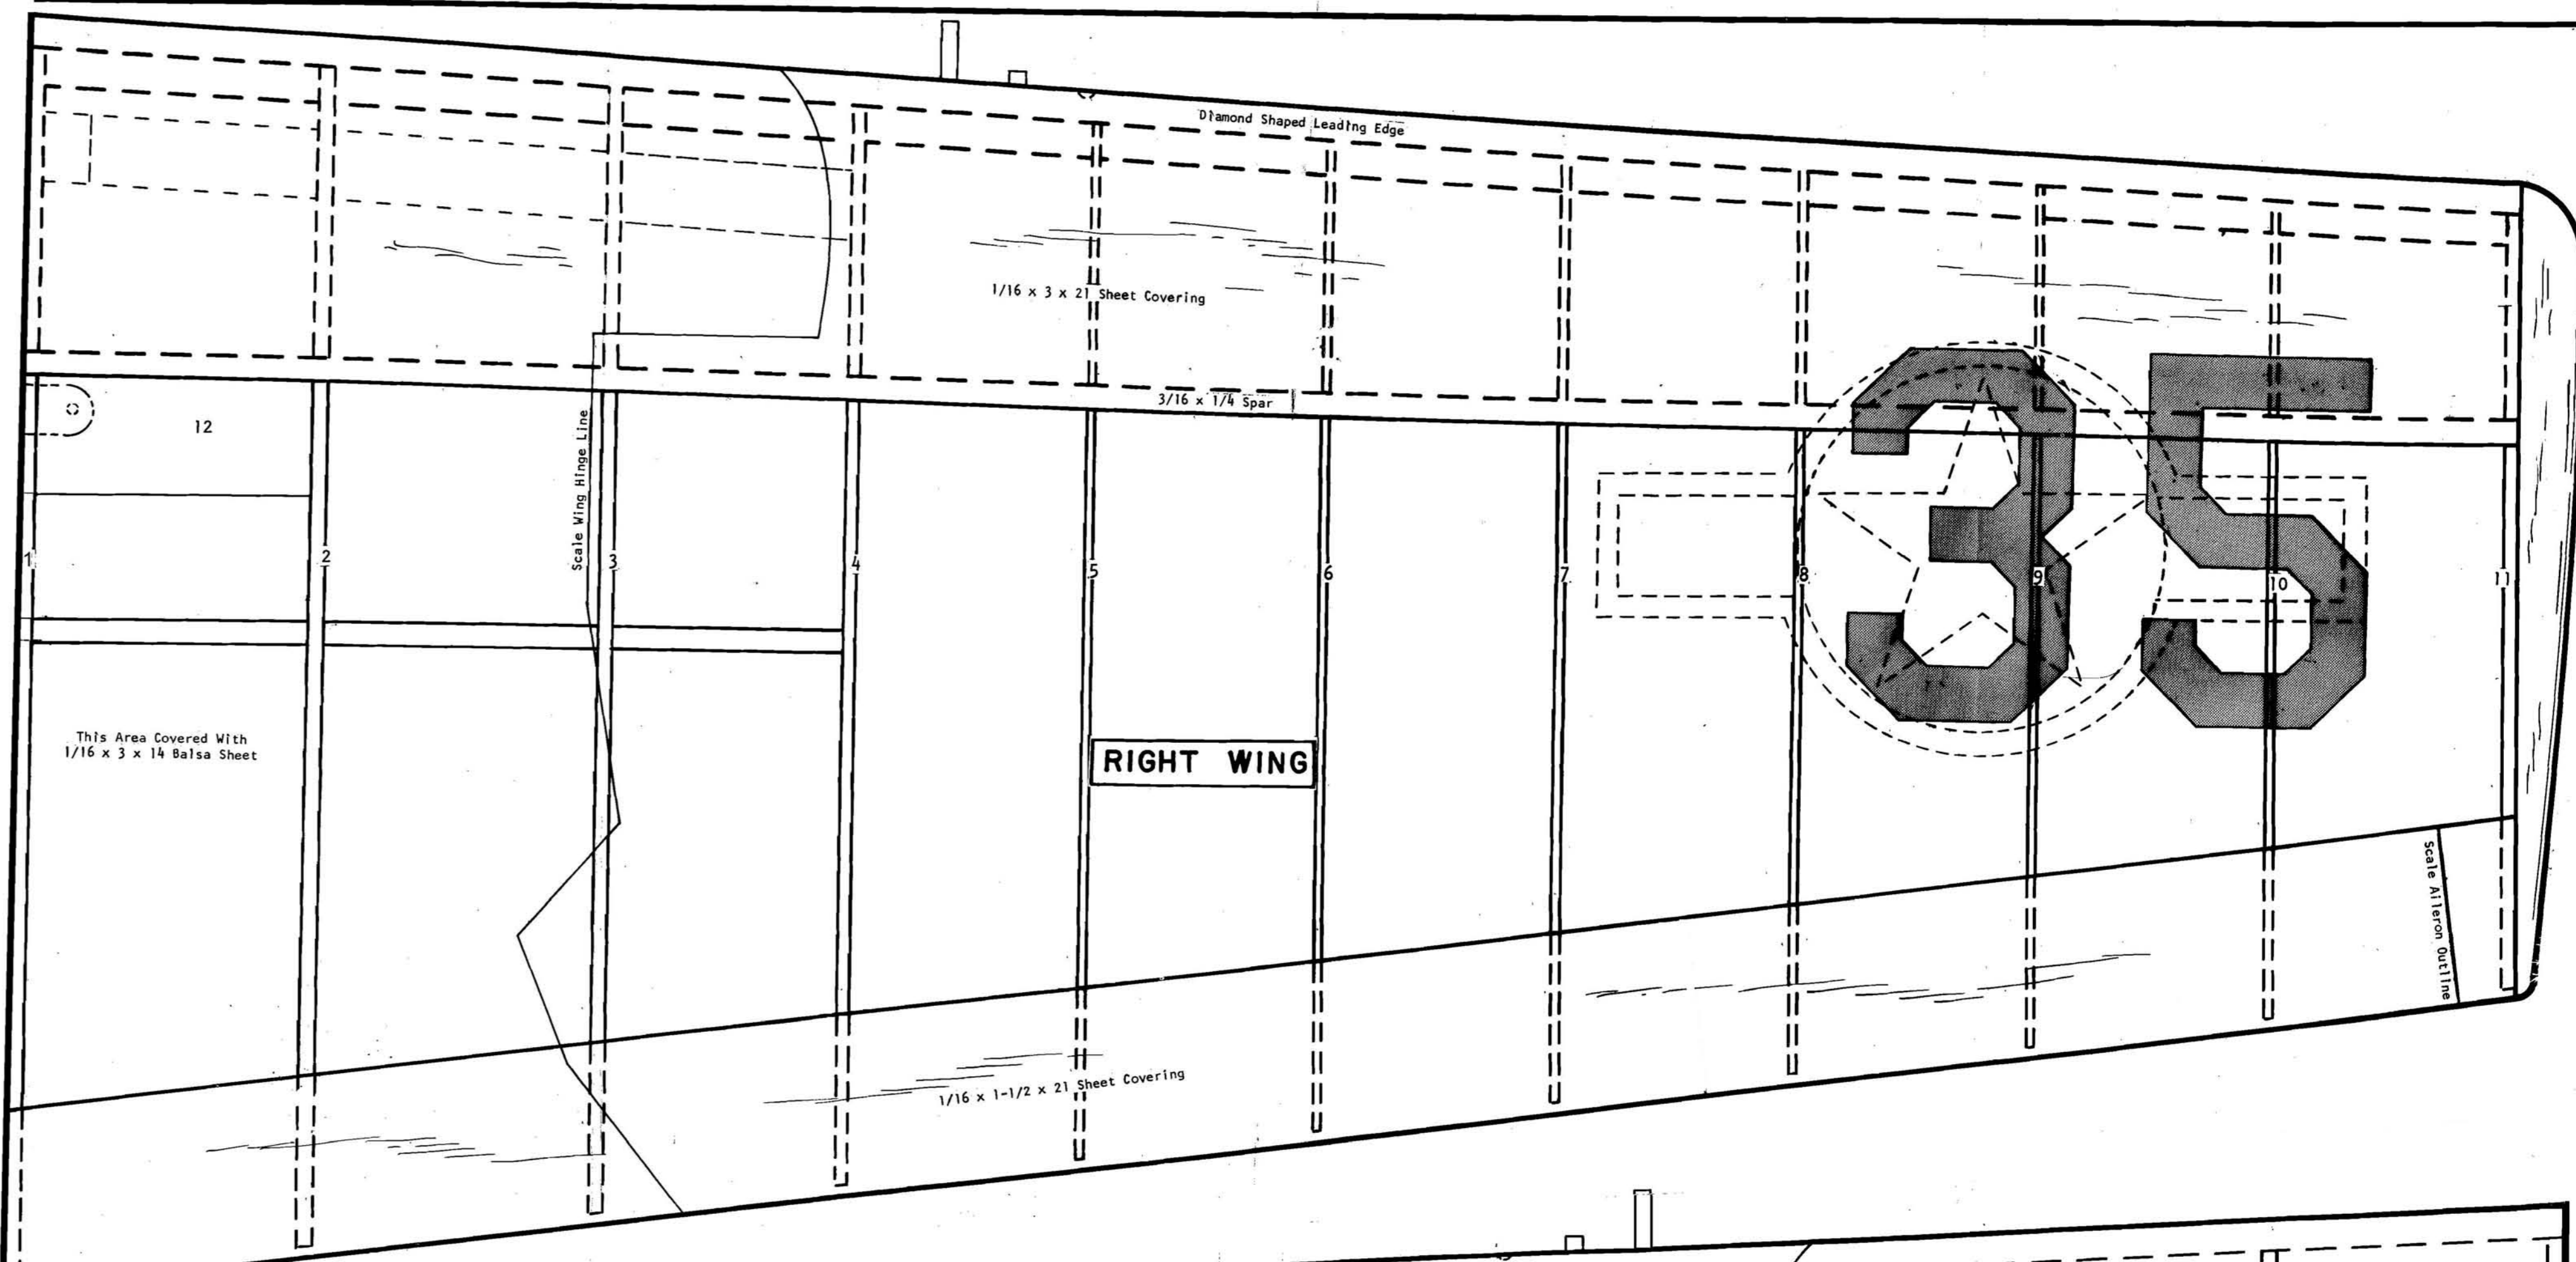 Diamond Shaped Leading Edge
1/16 x 3 x 21 Sheet Covering
3/16 x 1/4 Spar
35
12
Scale Wing Hinge Line
1
2
3
4
5
6
7
8
9
10
11
This Area Covered With
1/16 x 3 x 14 Balsa Sheet
RIGHT WING
Scale Aileron Outline
1/16 x 1-1/2 x 21 Sheet Covering